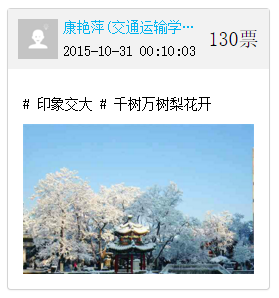 康艳萍(交通运输学…
130票
2015-10-31 00:10:03
# 印象交大 # 千树万树梨花开